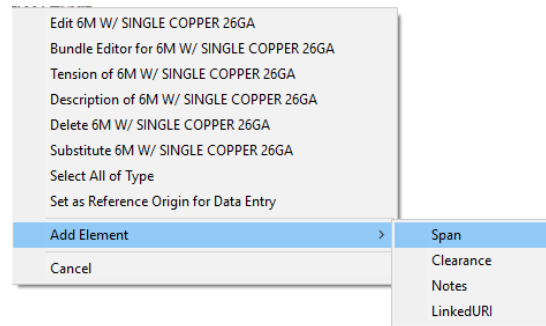 Edit 6M W/ SINGLE COPPER 26GA
Bundle Editor for 6M W/ SINGLE COPPER 26GA
Tension of 6M W/ SINGLE COPPER 26GA
Description of 6M W/ SINGLE COPPER 26GA
Delete 6M W/ SINGLE COPPER 26GA
Substitute 6M W/ SINGLE COPPER 26GA
Select All of Type
Set as Reference Origin for Data Entry
Add Element >
Span
Clearance
Cancel
Notes
LinkedURI